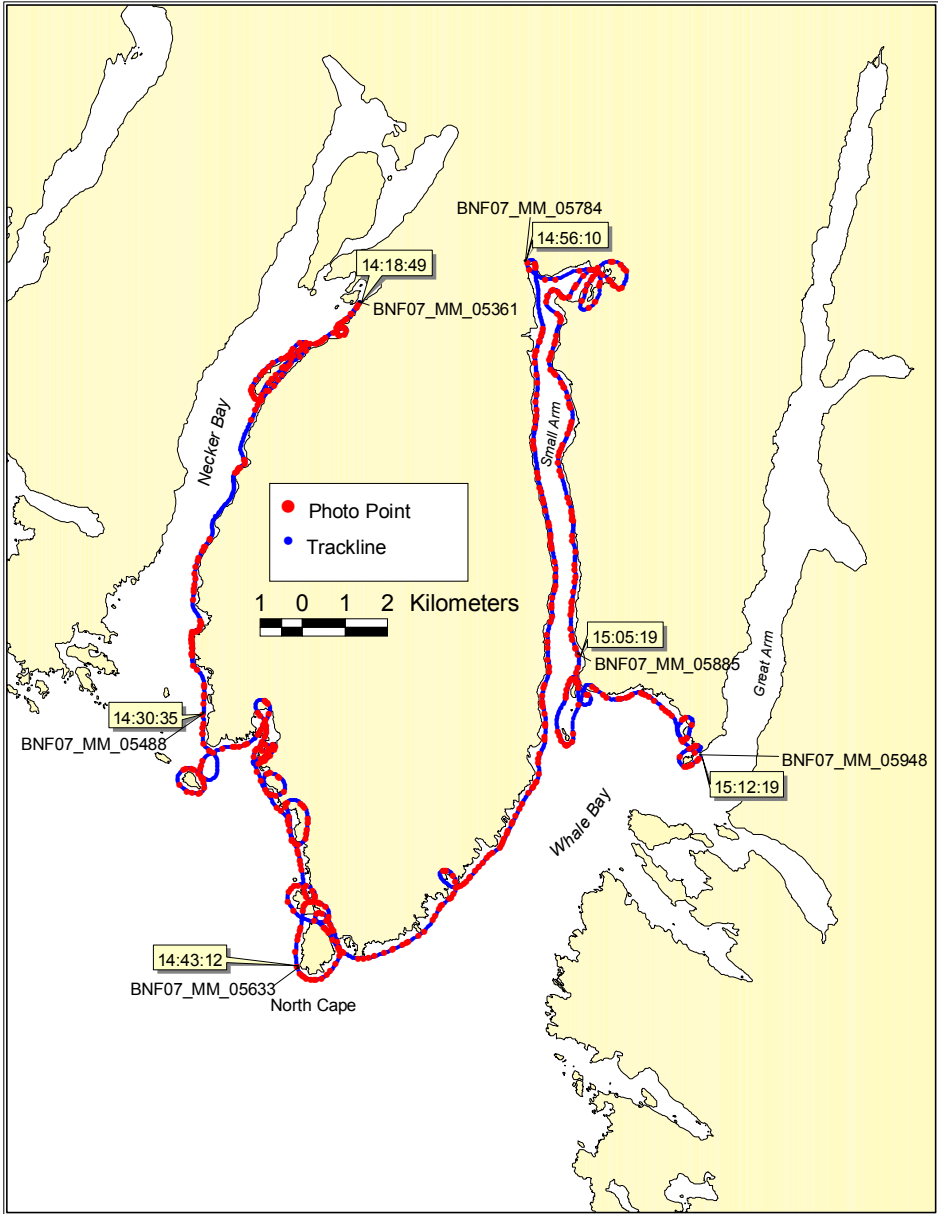 BNF07_MM_05784
14:56:10
14:18:49
BNF07_MM_05361
Necker Bay
Small Arm
Photo Point
Trackline
1 0 1 2 Kilometers
15:05:19
BNF07_MM_05885
Great Arm
14:30:35
BNF07_MM_05488
BNF07_MM_05948
15:12:19
Whale Bay
14:43:12
BNF07_MM_05633
North Cape